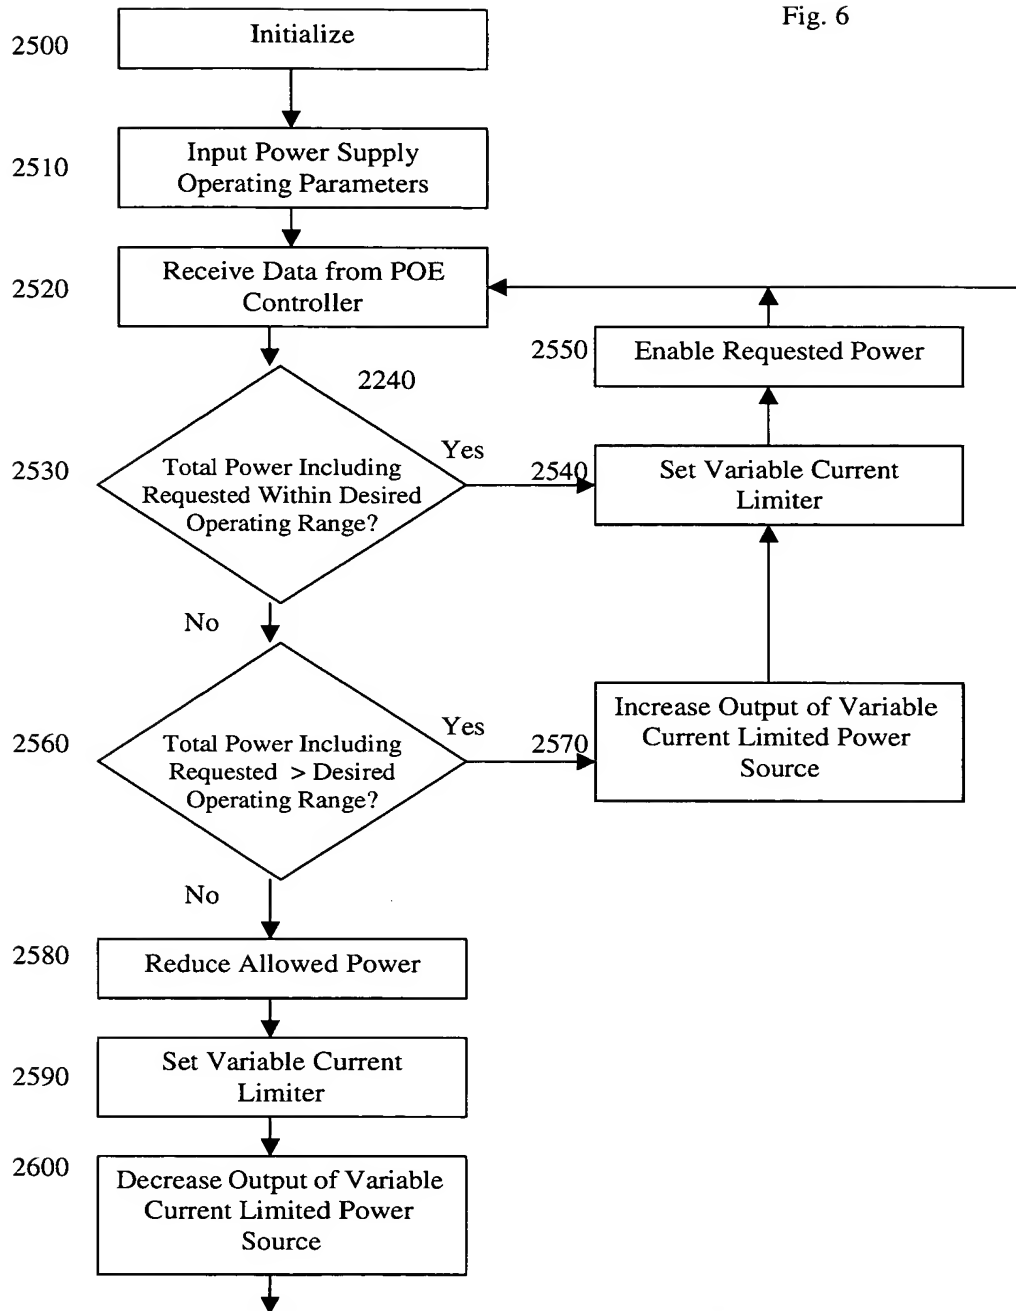 Fig. 6
2500
Initialize
2510
Input Power Supply
Operating Parameters
2520
Receive Data from POE
Controller
2550
Enable Requested Power
2240
2530
Total Power Including
Requested Within Desired
Operating Range?
Yes
2540
Set Variable Current
Limiter
No
2560
Total Power Including
Requested > Desired
Operating Range?
Yes
2570
Increase Output of Variable
Current Limited Power
Source
No
2580
Reduce Allowed Power
2590
Set Variable Current
Limiter
2600
Decrease Output of Variable
Current Limited Power
Source